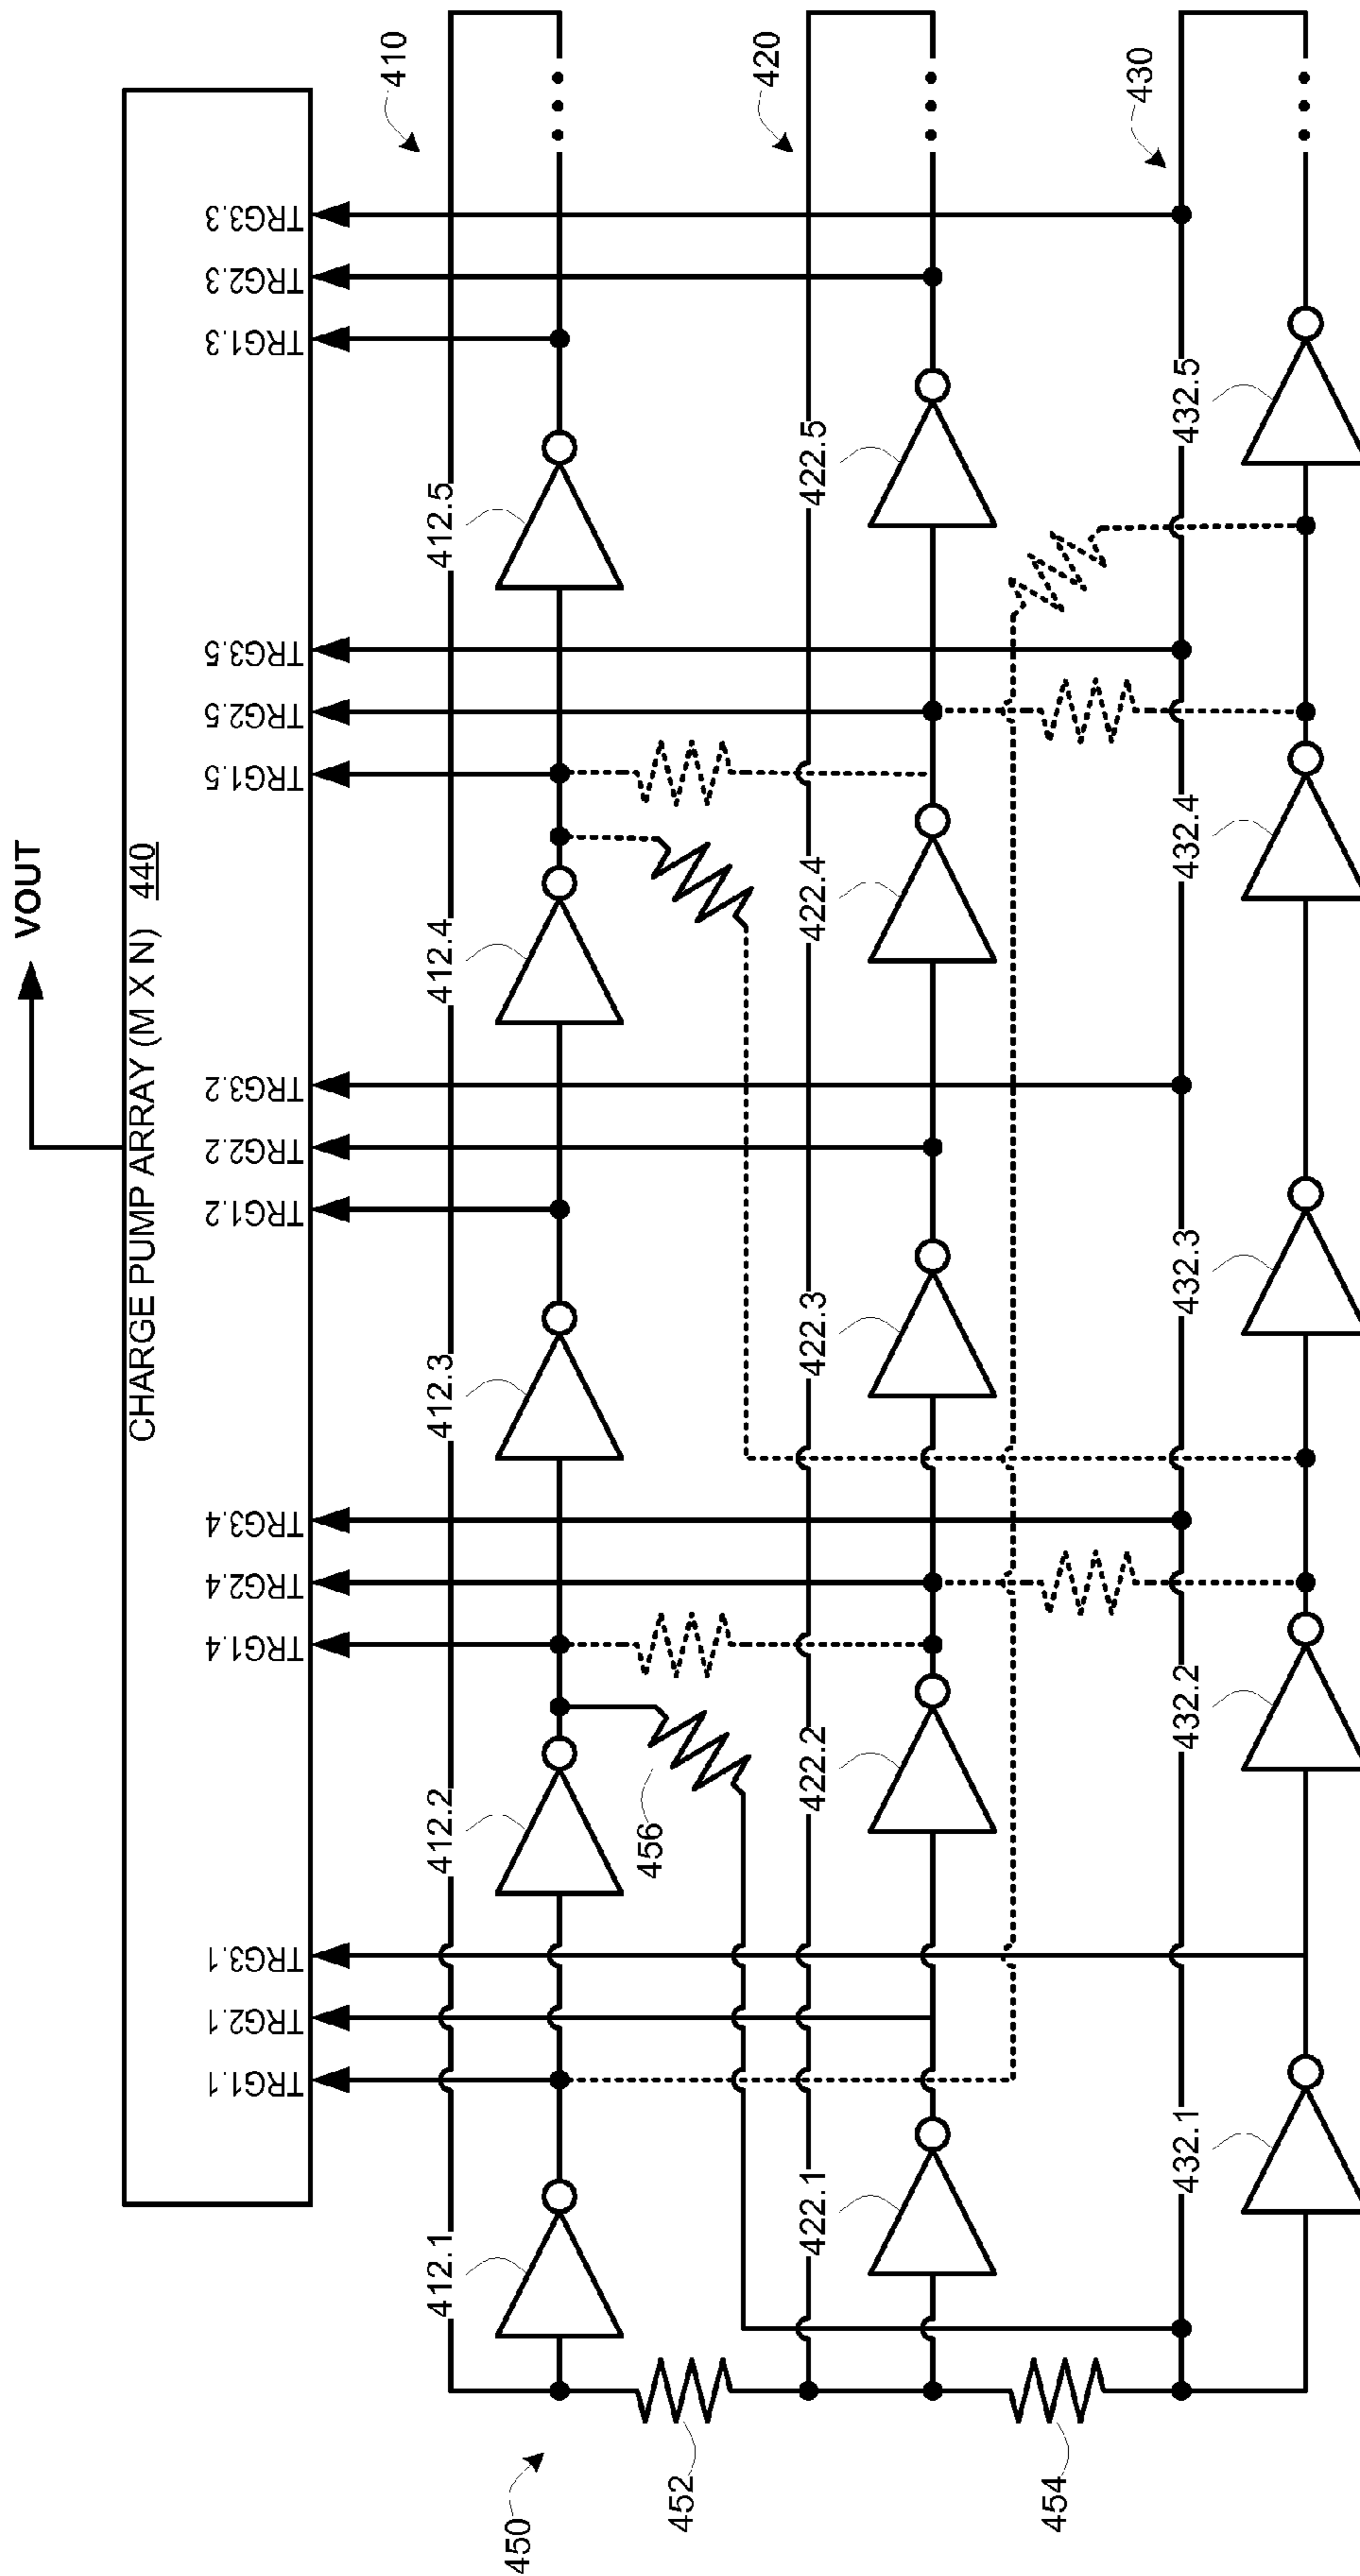 VOUT
CHARGE PUMP ARRAY (M X N) 440
TRG1.1
TRG2.1
TRG3.1
TRG1.4
TRG2.4
TRG3.4
TRG1.2
TRG2.2
TRG3.2
TRG1.5
TRG2.5
TRG3.5
TRG1.3
TRG2.3
TRG3.3
410
412.1
412.2
412.3
412.4
412.5
450
452
456
420
422.1
422.2
422.3
422.4
422.5
454
430
432.1
432.2
432.3
432.4
432.5